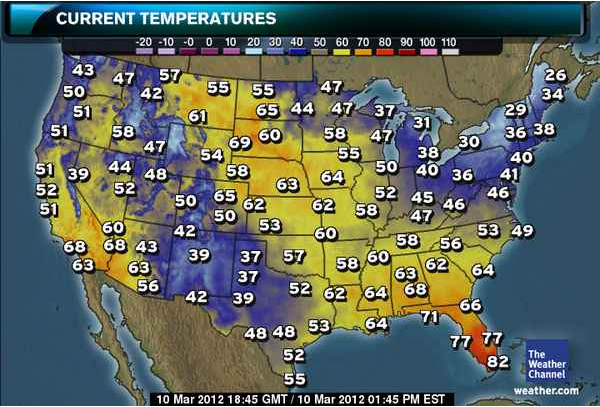 CURRENT TEMPERATURES
-20 -10 -0 0 10 20 30 40 50 60 70 80 90 100 110
43 47 57 55 55 47 26
50 42 34
51 61 65 44 47 37 29
51 58 60 58 47 31 36 38
47 69 30
54 55 38 40
51 39 44 48 58 50 40 36 41
52 52 63 64 52 46
51 50 65 62 62 58 45 46
50 47
60 42 53 60 53 49
68 68 43 58 56
63 63 39 37 57 58 60 62 64
56 37 63
42 39 52 62 64 68 66
48 48 53 64 71
52 77 77
55 82
The
Weather
Channel
weather.com
10 Mar 2012 18:45 GMT / 10 Mar 2012 01:45 PM EST